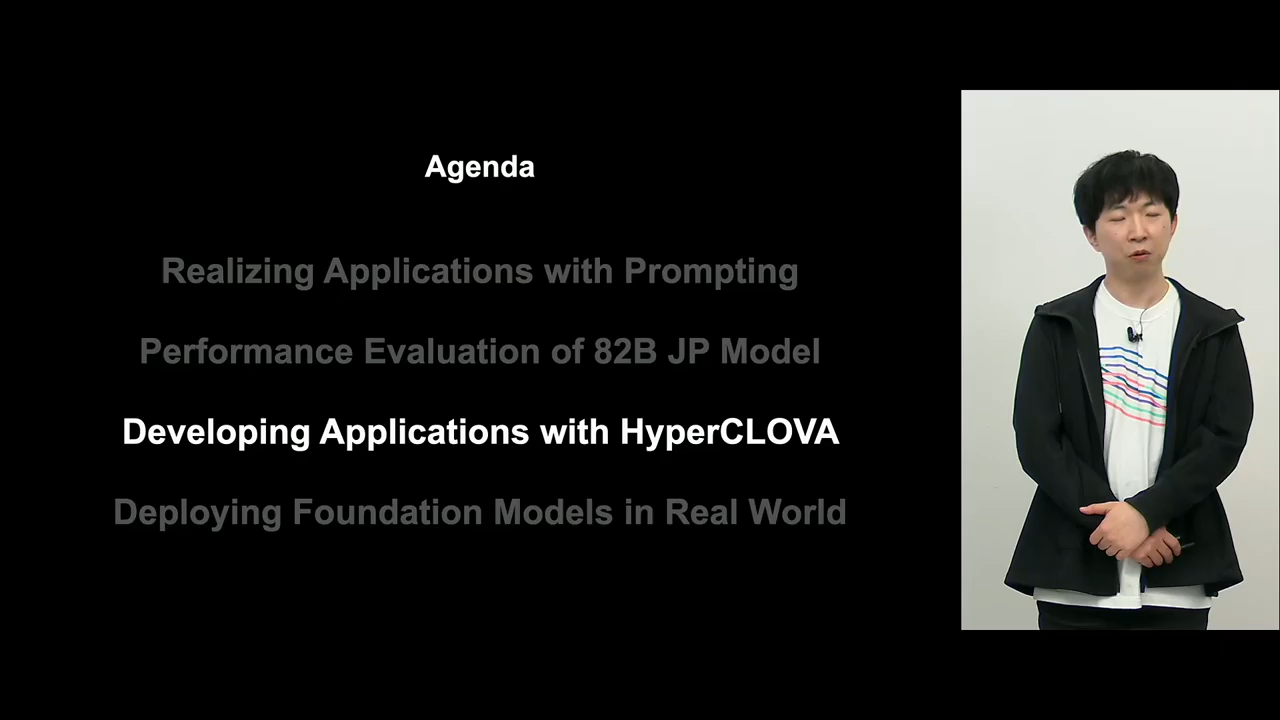 Agenda
Realizing Applications with Prompting
Performance Evaluation of 82B JP Model
Developing Applications with HyperCLOVA
Deploying Foundation Models in Real World